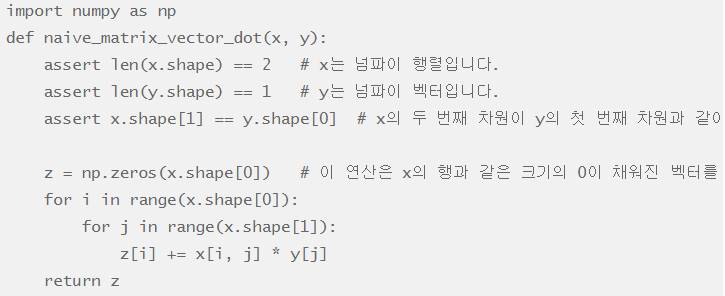 import numpy as np
def naive_matrix_vector_dot(x, y):
    assert len(x.shape) == 2   # x는 넘파이 행렬입니다.
    assert len(y.shape) == 1   # y는 넘파이 벡터입니다.
    assert x.shape[1] == y.shape[0]  # x의 두 번째 차원이 y의 첫 번째 차원과 같아
    z = np.zeros(x.shape[0])   # 이 연산은 x의 행과 같은 크기의 0이 채워진 벡터를
    for i in range(x.shape[0]):
        for j in range(x.shape[1]):
            z[i] += x[i, j] * y[j]
    return z